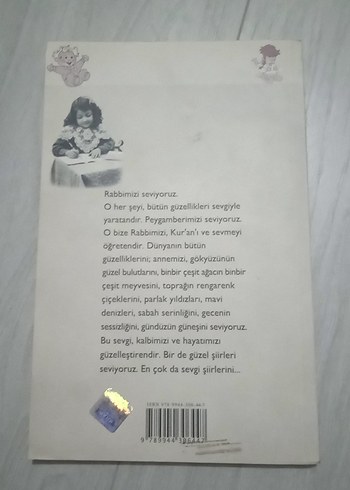 Rabbimizi seviyoruz.
O her şeyi, bütün güzellikleri sevgiyle
yaratandır. Peygamberimizi seviyoruz.
O bize Rabbimizi, Kur'an'ı ve sevmeyi
öğretendir. Dünyanın bütün
güzelliklerini; annemizi, gökyüzünün
güzel bulutlarını, binbir çeşit ağacın binbir
çeşit meyvesini, toprağın rengarenk
çiçeklerini, parlak yıldızları, mavi
denizleri, sabah serinliğini, gecenin
sessizliğini, gündüzün güneşini seviyoruz.
Bu sevgi, kalbimizi ve hayatımızı
güzelleştirendir. Bir de güzel şiirleri
seviyoruz. En çok da sevgi şiirlerini...
ISBN